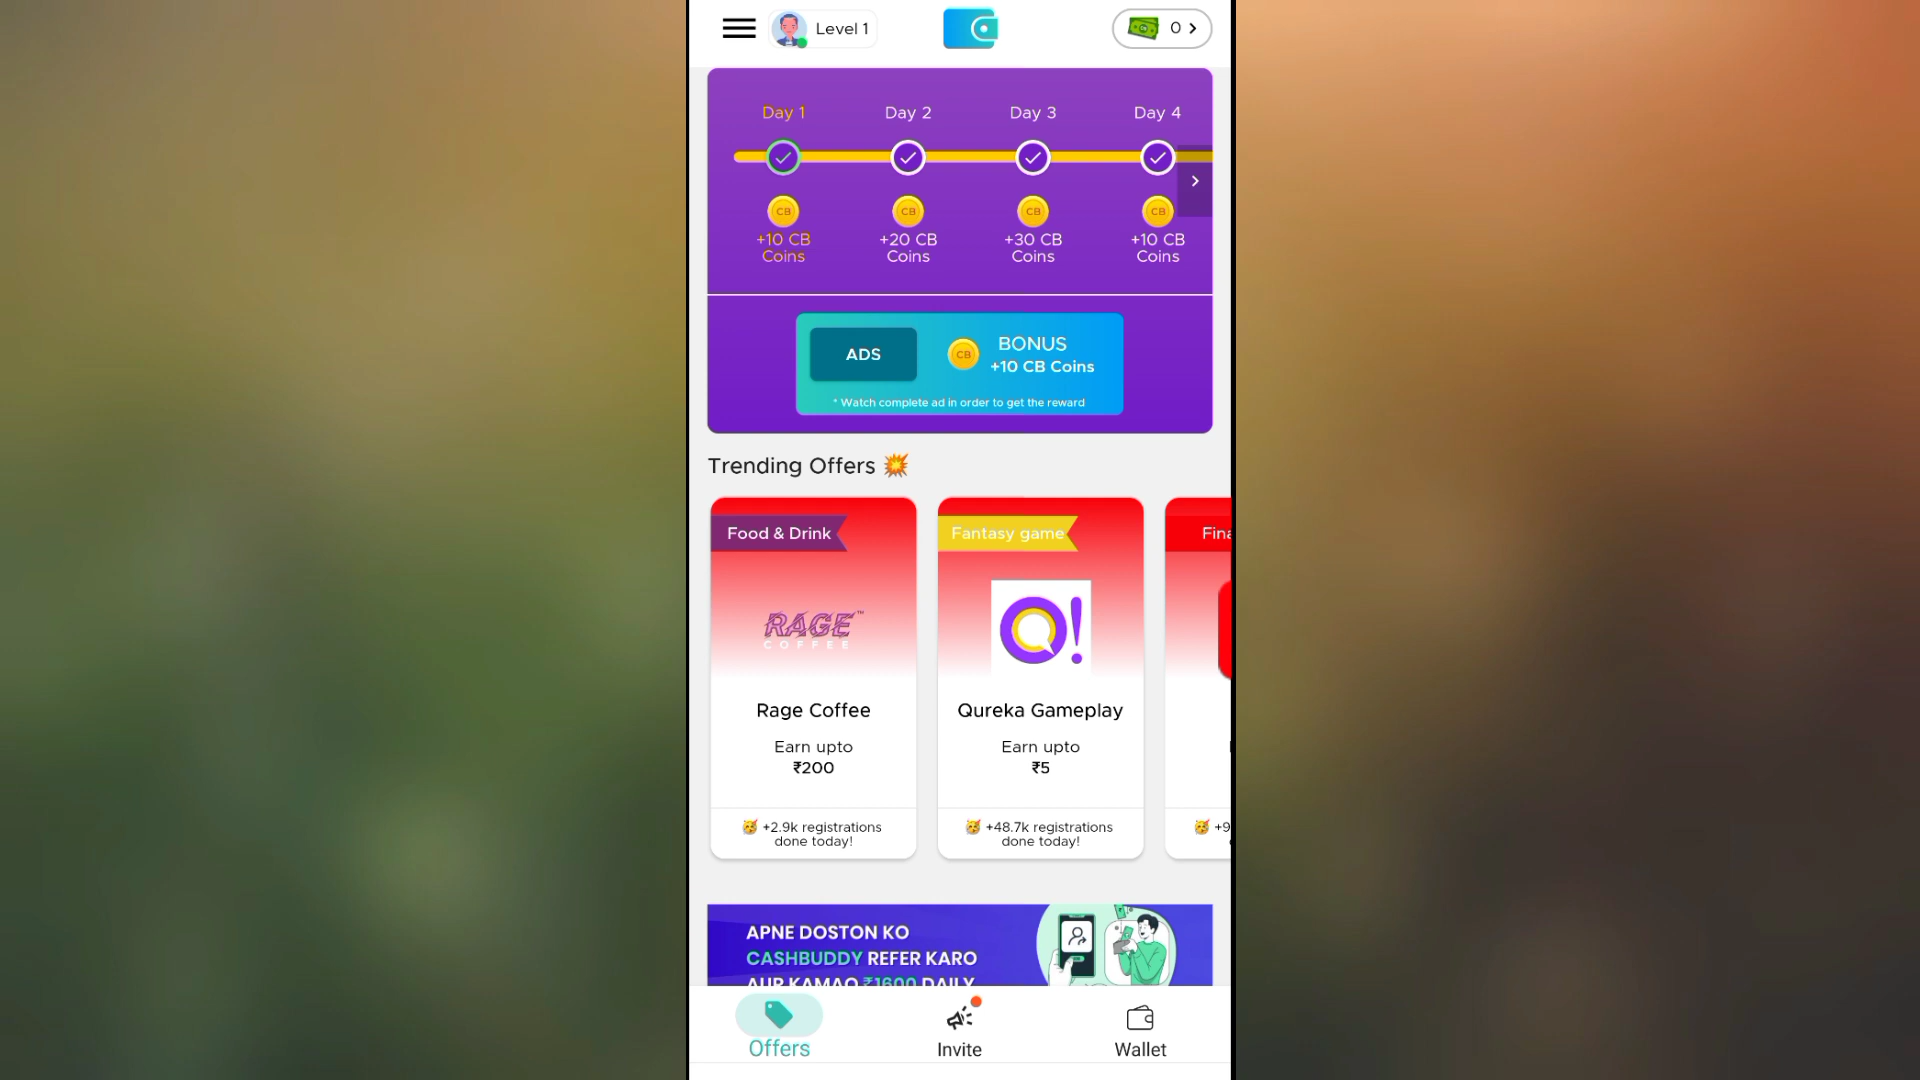 Level 1
0
Day 1
Day 2
Day 3
Day 4
CB
CB
CB
CB
+10 CB
Coins
+20 CB
Coins
+30 CB
Coins
+10 CB
Coins
ADS
CB
BONUS
+10 CB Coins
* Watch complete ad in order to get the reward
Trending Offers
Food & Drink
RAGE™
COFFEE
Rage Coffee
Earn upto
₹200
+2.9k registrations
done today!
Fantasy game
Q!
Qureka Gameplay
Earn upto
₹5
+48.7k registrations
done today!
Fina
+9
APNE DOSTON KO
CASHBUDDY REFER KARO
AUR KAMAO ₹1600 DAILY
Offers
Invite
Wallet